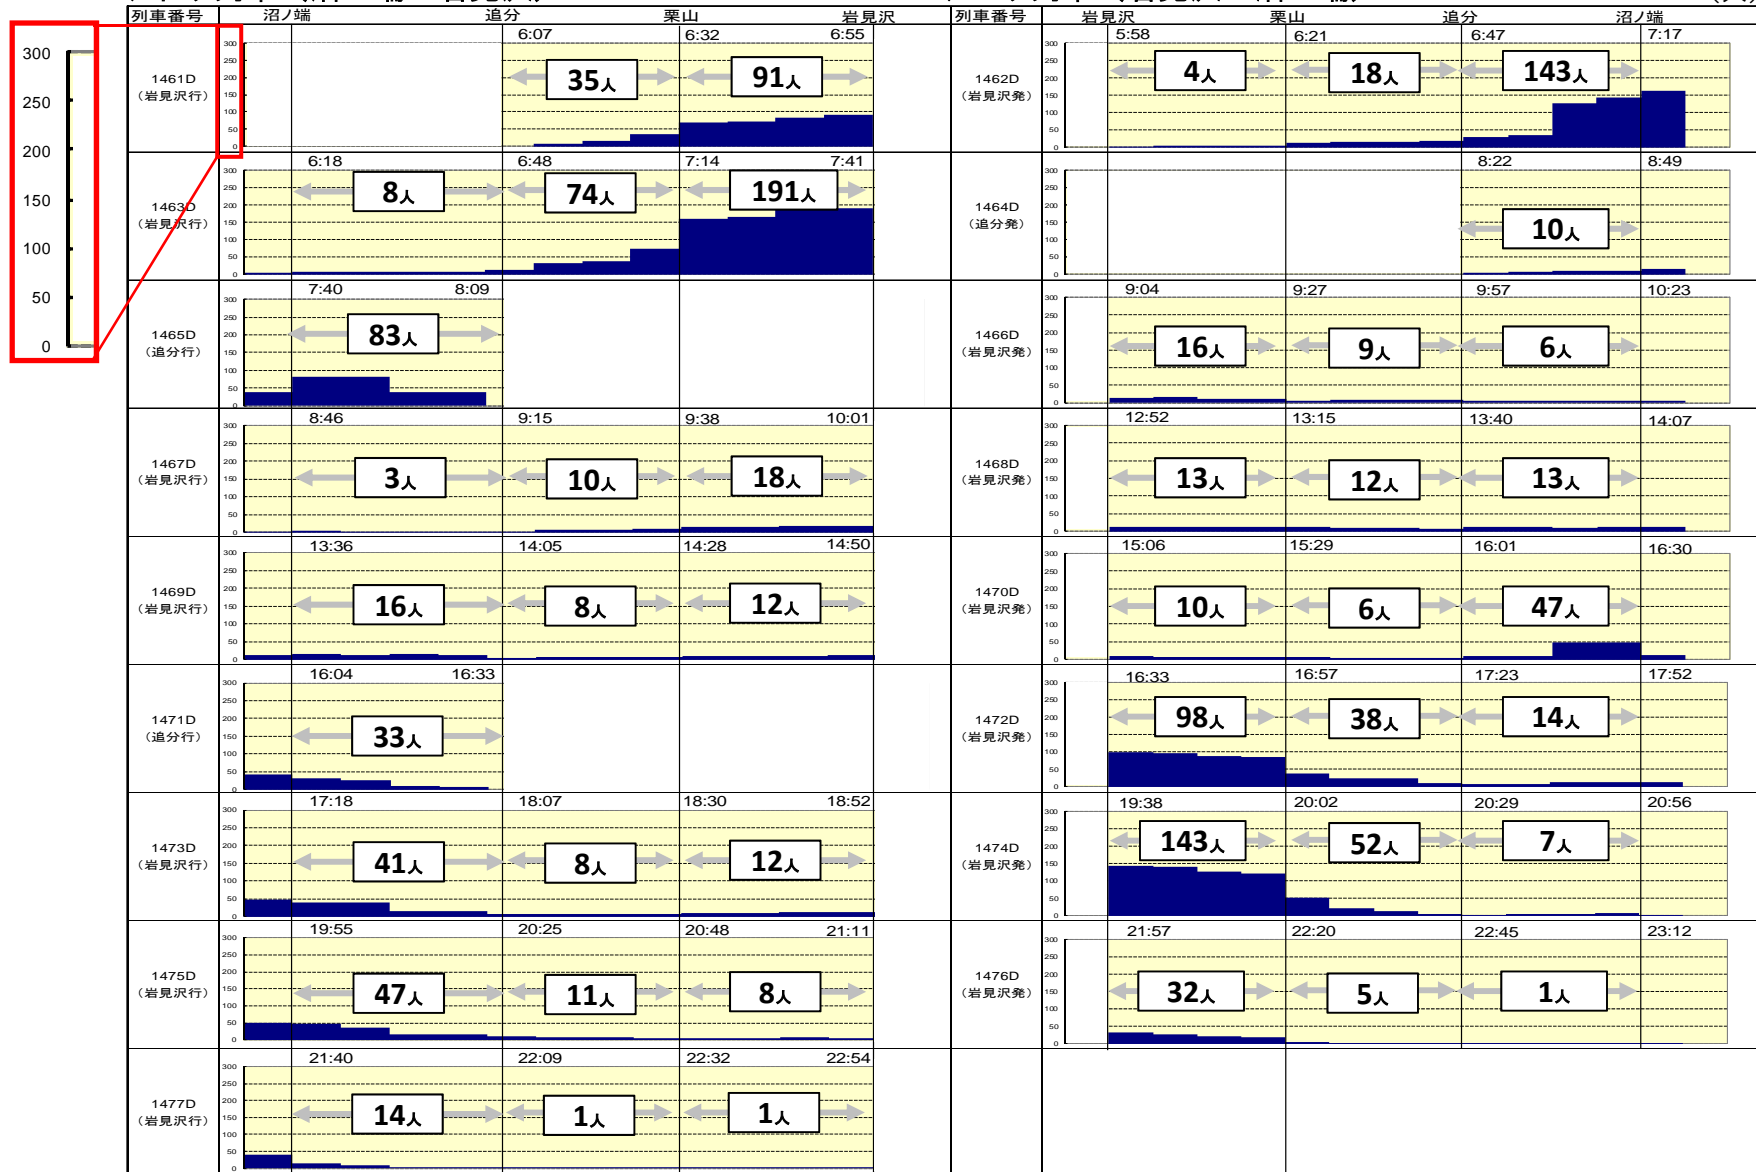 列車番号 沼ノ端 追分 栗山 岩見沢 列車番号 岩見沢 栗山 追分 沼ノ端
300
250
200
150
100
50
0
1461D
(岩見沢行)
6:07 6:32 6:55
35人 91人
1462D
(岩見沢発)
5:58 6:21 6:47 7:17
4人 18人 143人
1463D
(岩見沢行)
6:18 6:48 7:14 7:41
8人 74人 191人
1464D
(追分発)
8:22 8:49
10人
1465D
(追分行)
7:40 8:09
83人
1466D
(岩見沢発)
9:04 9:27 9:57 10:23
16人 9人 6人
1467D
(岩見沢行)
8:46 9:15 9:38 10:01
3人 10人 18人
1468D
(岩見沢発)
12:52 13:15 13:40 14:07
13人 12人 13人
1469D
(岩見沢行)
13:36 14:05 14:28 14:50
16人 8人 12人
1470D
(岩見沢発)
15:06 15:29 16:01 16:30
10人 6人 47人
1471D
(追分行)
16:04 16:33
33人
1472D
(岩見沢発)
16:33 16:57 17:23 17:52
98人 38人 14人
1473D
(岩見沢行)
17:18 18:07 18:30 18:52
41人 8人 12人
1474D
(岩見沢発)
19:38 20:02 20:29 20:56
143人 52人 7人
1475D
(岩見沢行)
19:55 20:25 20:48 21:11
47人 11人 8人
1476D
(岩見沢発)
21:57 22:20 22:45 23:12
32人 5人 1人
1477D
(岩見沢行)
21:40 22:09 22:32 22:54
14人 1人 1人